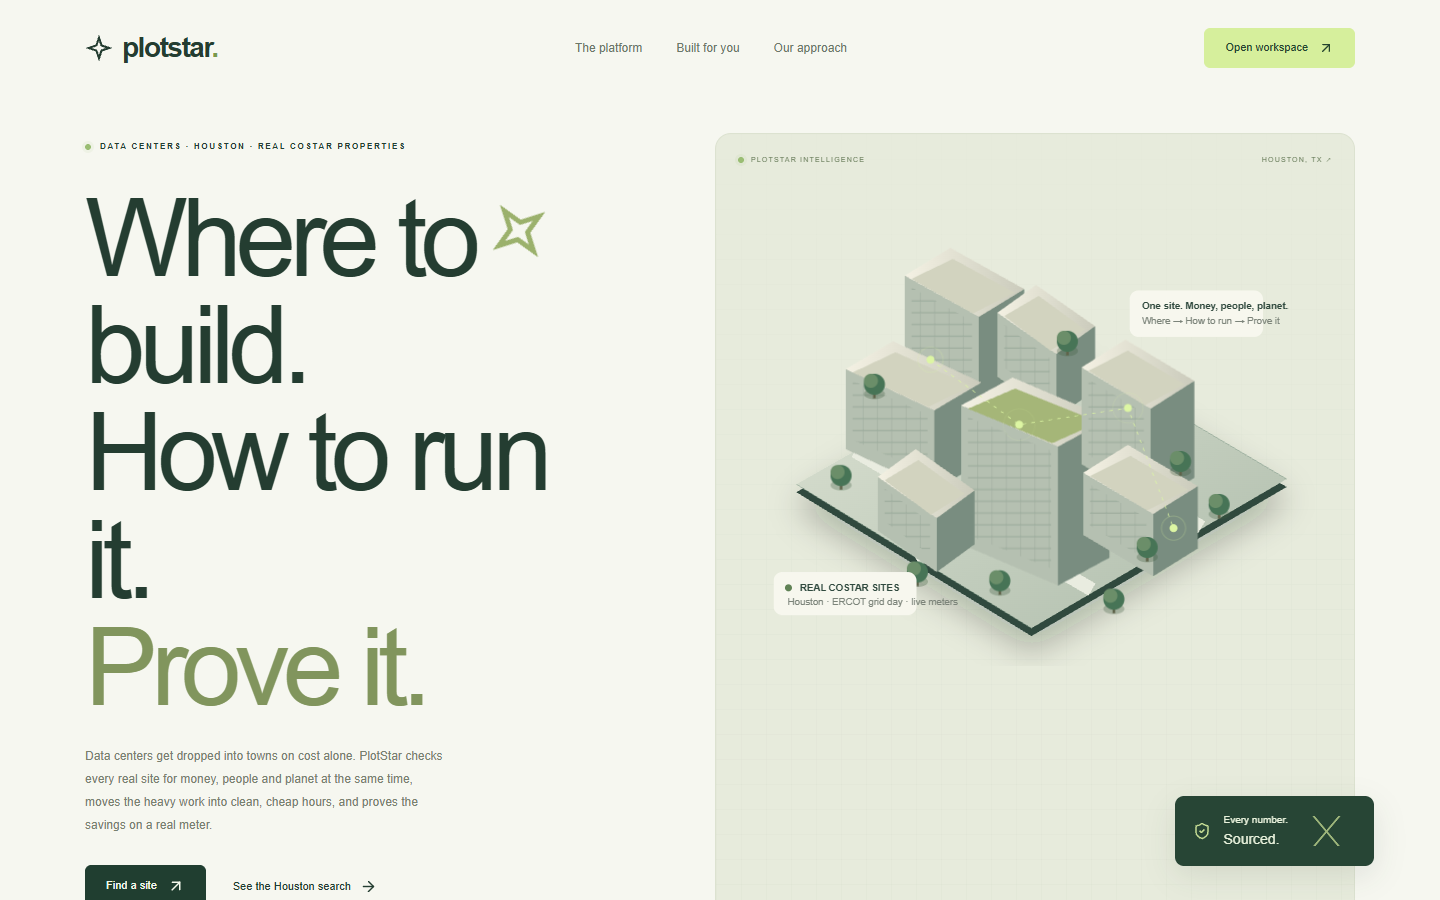 plotstar.
The platform
Built for you
Our approach
Open workspace
DATA CENTERS · HOUSTON · REAL COSTAR PROPERTIES
Where to
build.
How to run
it.
Prove it.
Data centers get dropped into towns on cost alone. PlotStar checks
every real site for money, people and planet at the same time,
moves the heavy work into clean, cheap hours, and proves the
savings on a real meter.
Find a site
See the Houston search
PLOTSTAR INTELLIGENCE
HOUSTON, TX ↗
One site. Money, people, planet.
Where → How to run → Prove it
REAL COSTAR SITES
Houston · ERCOT grid day · live meters
Every number.
Sourced.